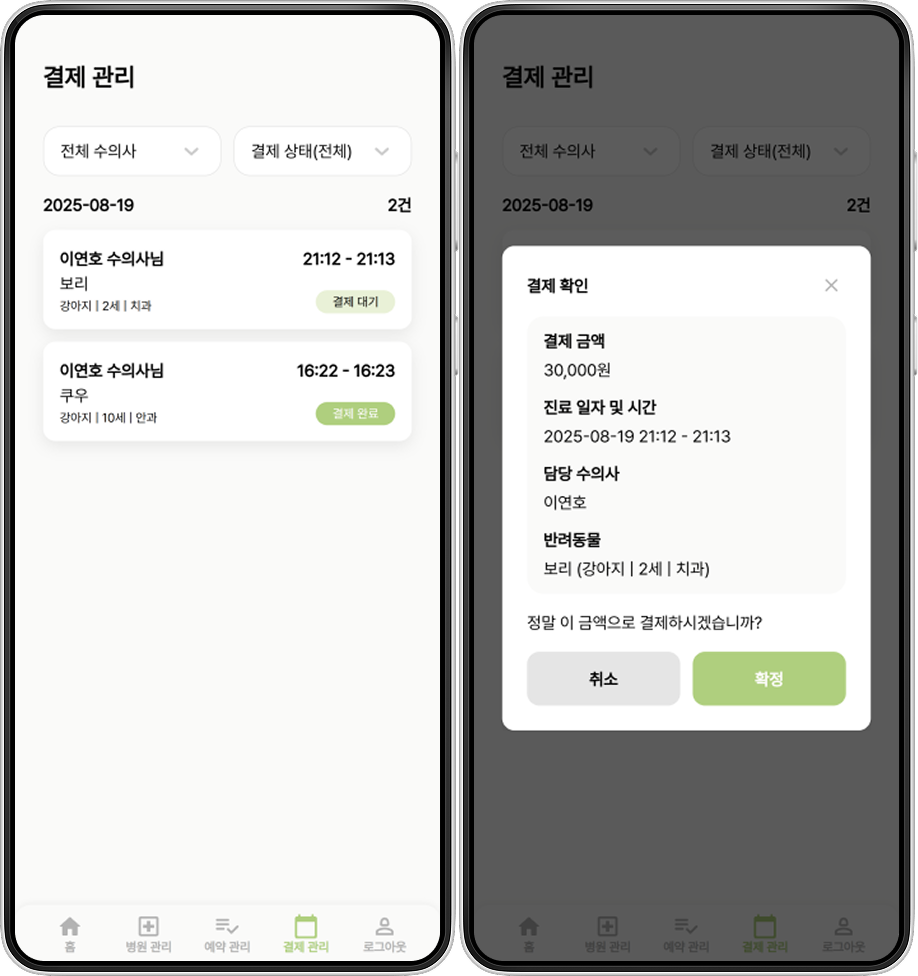 결제 관리
전체 수의사
결제 상태(전체)
2025-08-19
2건
이연호 수의사님
21:12 - 21:13
보리
강아지 | 2세 | 치과
결제 대기
이연호 수의사님
16:22 - 16:23
쿠우
강아지 | 10세 | 안과
결제 완료
홈
병원 관리
예약 관리
결제 관리
로그아웃
결제 관리
전체 수의사
결제 상태(전체)
2025-08-19
2건
결제 확인
결제 금액
30,000원
진료 일자 및 시간
2025-08-19 21:12 - 21:13
담당 수의사
이연호
반려동물
보리 (강아지 | 2세 | 치과)
정말 이 금액으로 결제하시겠습니까?
취소
확정
홈
병원 관리
예약 관리
결제 관리
로그아웃